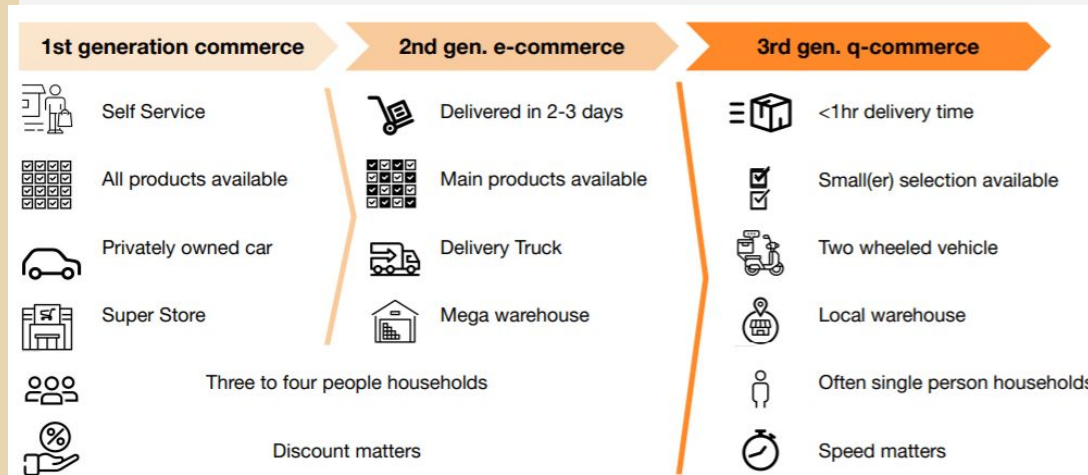 1st generation commerce
2nd gen. e-commerce
3rd gen. q-commerce
Self Service
Delivered in 2-3 days
<1hr delivery time
All products available
Main products available
Small(er) selection available
Privately owned car
Delivery Truck
Two wheeled vehicle
Super Store
Mega warehouse
Local warehouse
Three to four people households
Often single person households
Discount matters
Speed matters